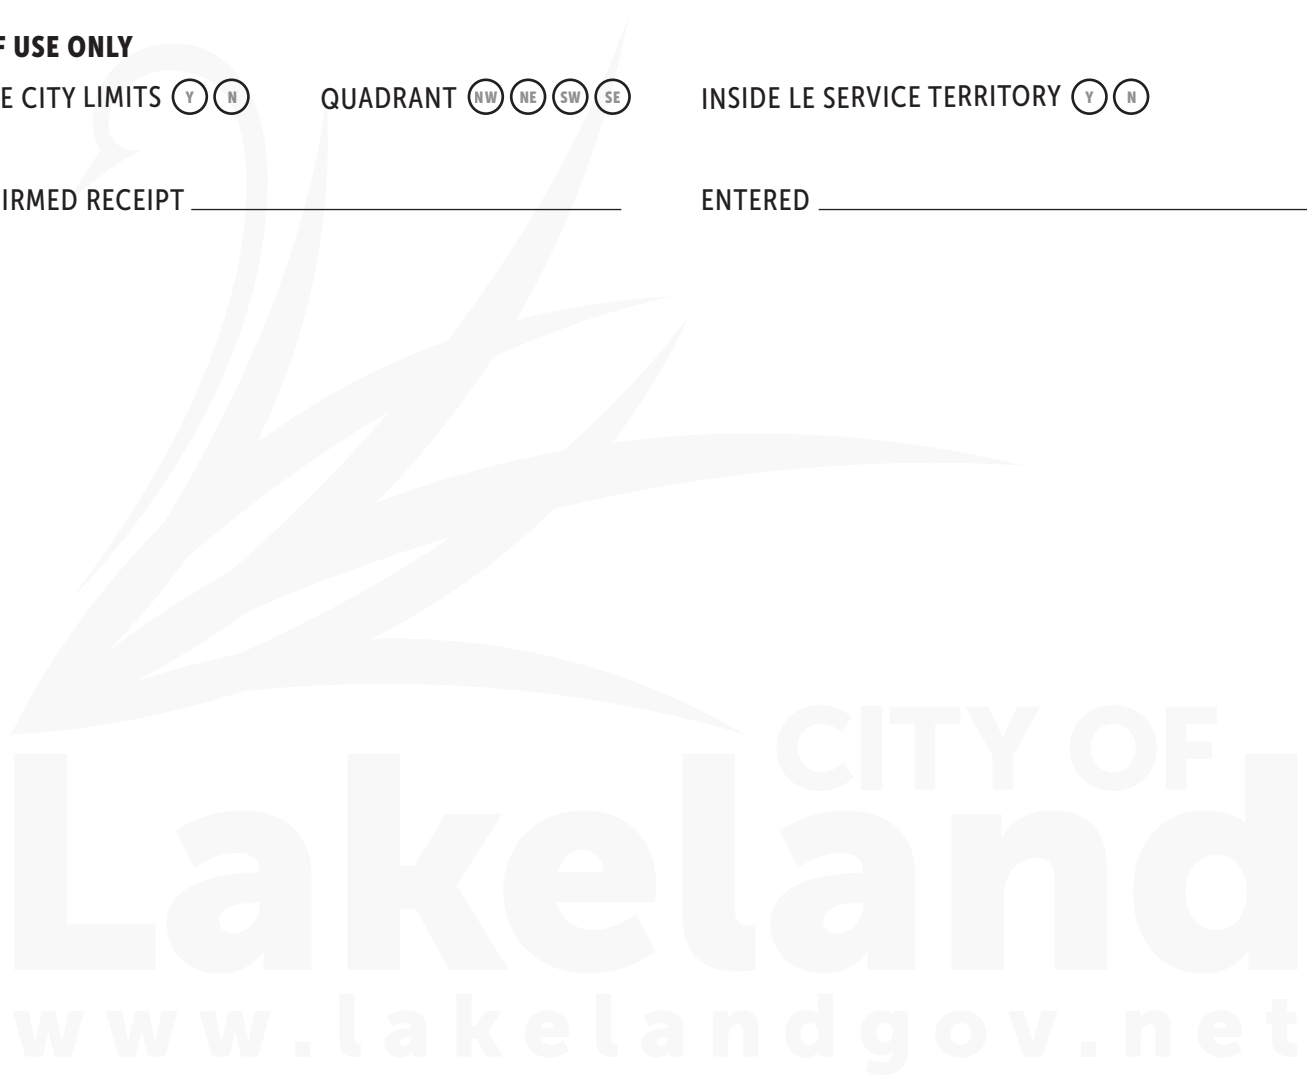 F USE ONLY
E CITY LIMITS Y N QUADRANT NW NE SW SE INSIDE LE SERVICE TERRITORY Y N
IRMED RECEIPT ENTERED
CITY OF
Lakeland
www.lakelandgov.net